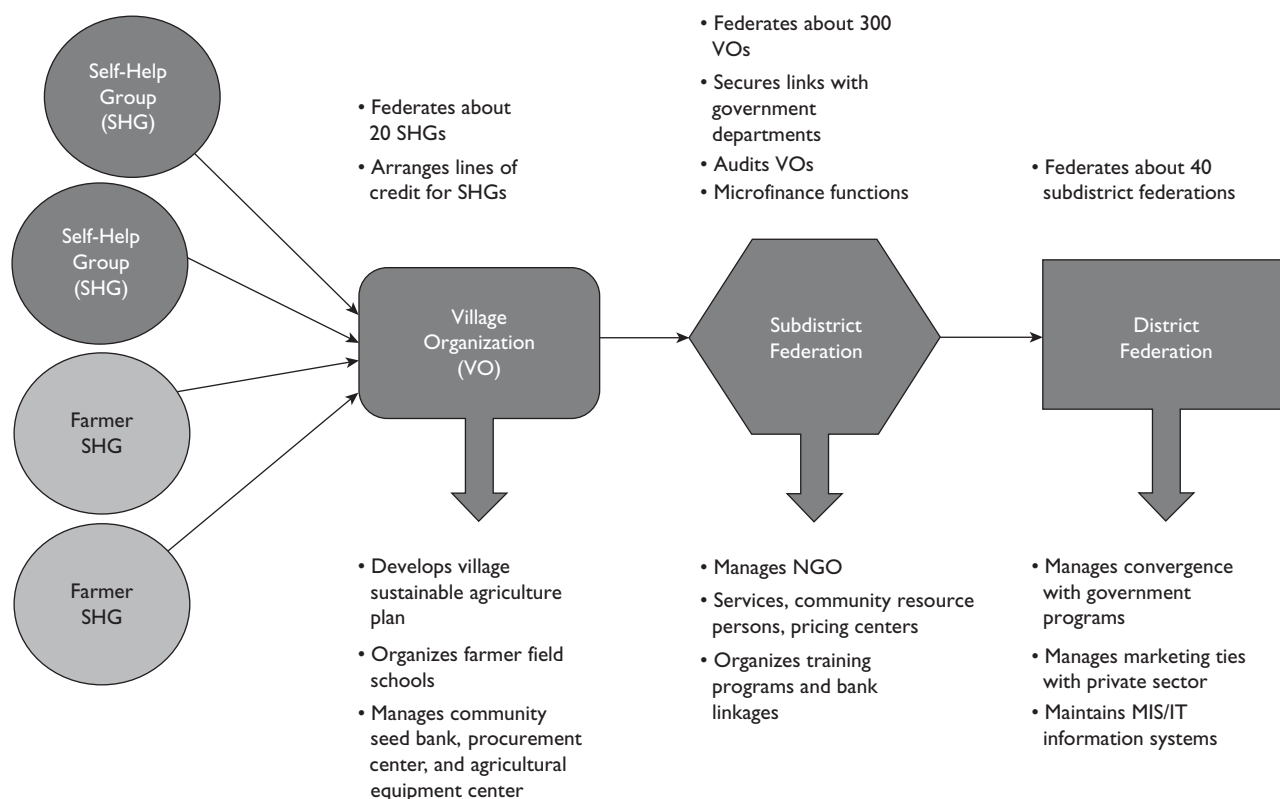 Self-Help
Group
(SHG)
Self-Help
Group
(SHG)
Farmer
SHG
Farmer
SHG
• Federates about
20 SHGs
• Arranges lines of
credit for SHGs
Village
Organization
(VO)
• Develops village
sustainable agriculture
plan
• Organizes farmer field
schools
• Manages community
seed bank, procurement
center, and agricultural
equipment center
• Federates about 300
VOs
• Secures links with
government
departments
• Audits VOs
• Microfinance functions
Subdistrict
Federation
• Manages NGO
• Services, community resource
persons, pricing centers
• Organizes training
programs and bank
linkages
• Federates about 40
subdistrict federations
District
Federation
• Manages convergence
with government
programs
• Manages marketing ties
with private sector
• Maintains MIS/IT
information systems